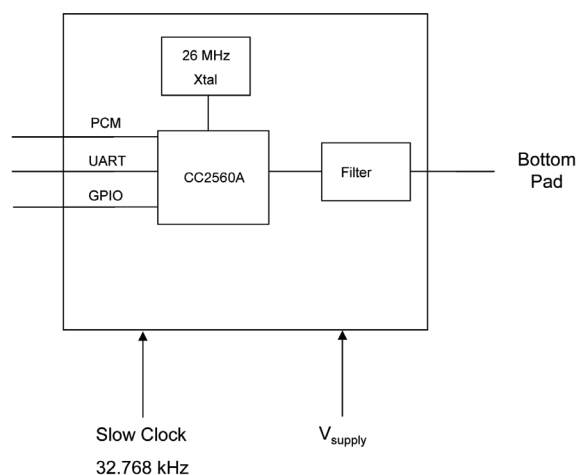 26 MHz
Xtal
PCM
UART
GPIO
CC2560A
Filter
Bottom
Pad
Slow Clock
32.768 kHz
Vsupply